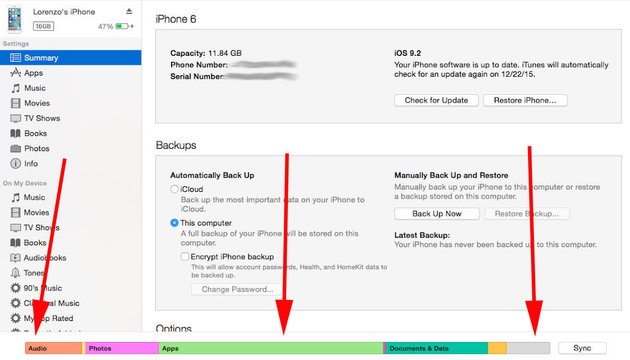 Lorenzo's iPhone
16GB 47%
Settings
Summary
Apps
Music
Movies
TV Shows
Books
Photos
Info
On My Device
Music
Movies
TV Shows
Books
Audiobooks
Tones
90's Music
Classical Music
My Top Rated
iPhone 6
Capacity: 11.84 GB
Phone Number:
Serial Number:
iOS 9.2
Your iPhone software is up to date. iTunes will automatically
check for an update again on 12/22/15.
Check for Update Restore iPhone...
Backups
Automatically Back Up
iCloud
Back up the most important data on your iPhone to
iCloud.
This computer
A full backup of your iPhone will be stored on this
computer.
Encrypt iPhone backup
This will allow account passwords, Health, and HomeKit data to
be backed up.
Change Password...
Manually Back Up and Restore
Manually back up your iPhone to this computer or restore
a backup stored on this computer.
Back Up Now Restore Backup...
Latest Backup:
Your iPhone has never been backed up to this computer.
Options
Audio Photos Apps Documents & Data Sync